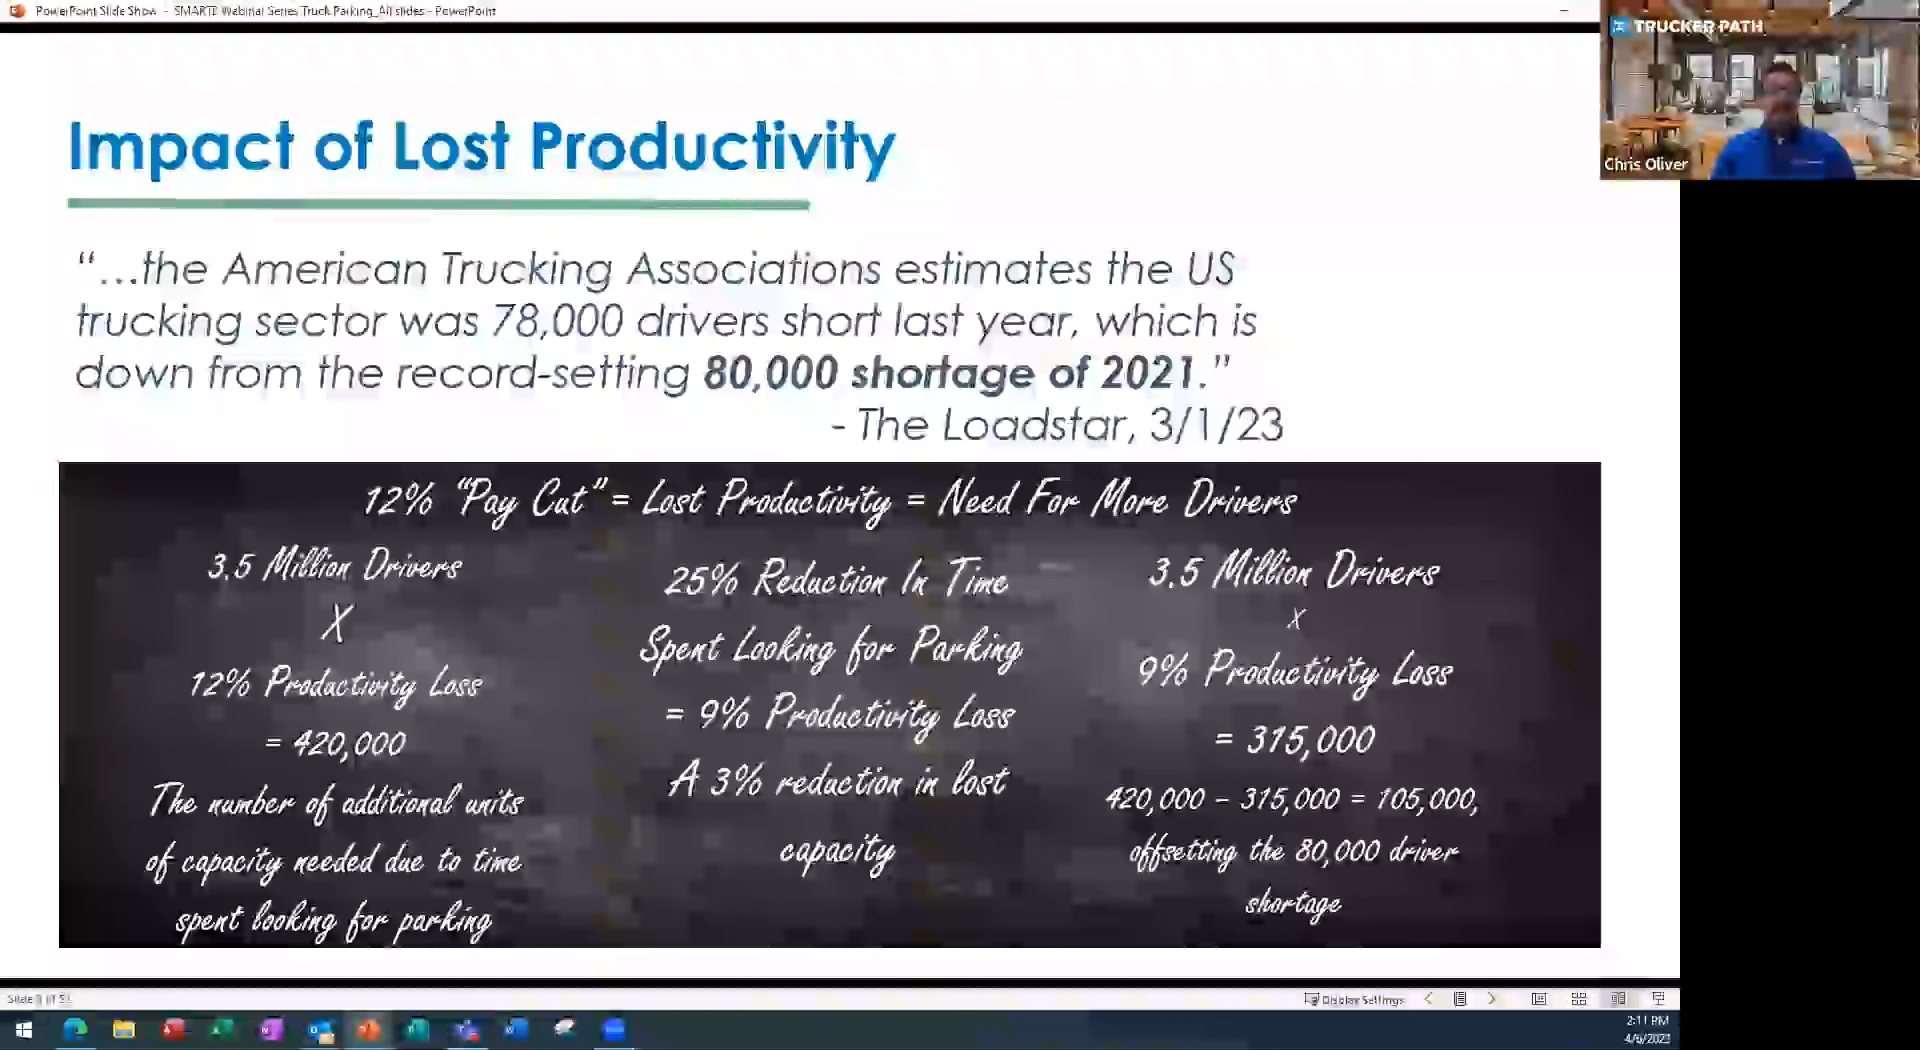 PowerPoint Slide Show - SMARTE Webinar Series Truck Parking_All slides - PowerPoint
TRUCKER PATH
Chris Oliver
Impact of Lost Productivity
“...the American Trucking Associations estimates the US
trucking sector was 78,000 drivers short last year, which is
down from the record-setting 80,000 shortage of 2021.”
- The Loadstar, 3/1/23
12% “Pay Cut” = Lost Productivity = Need For More Drivers
3.5 Million Drivers
X
12% Productivity Loss
= 420,000
The number of additional units
of capacity needed due to time
spent looking for parking
25% Reduction In Time
Spent Looking for Parking
= 9% Productivity Loss
A 3% reduction in lost
capacity
3.5 Million Drivers
X
9% Productivity Loss
= 315,000
420,000 – 315,000 = 105,000,
offsetting the 80,000 driver
shortage
Display Settings
2:11 PM
4/6/2023